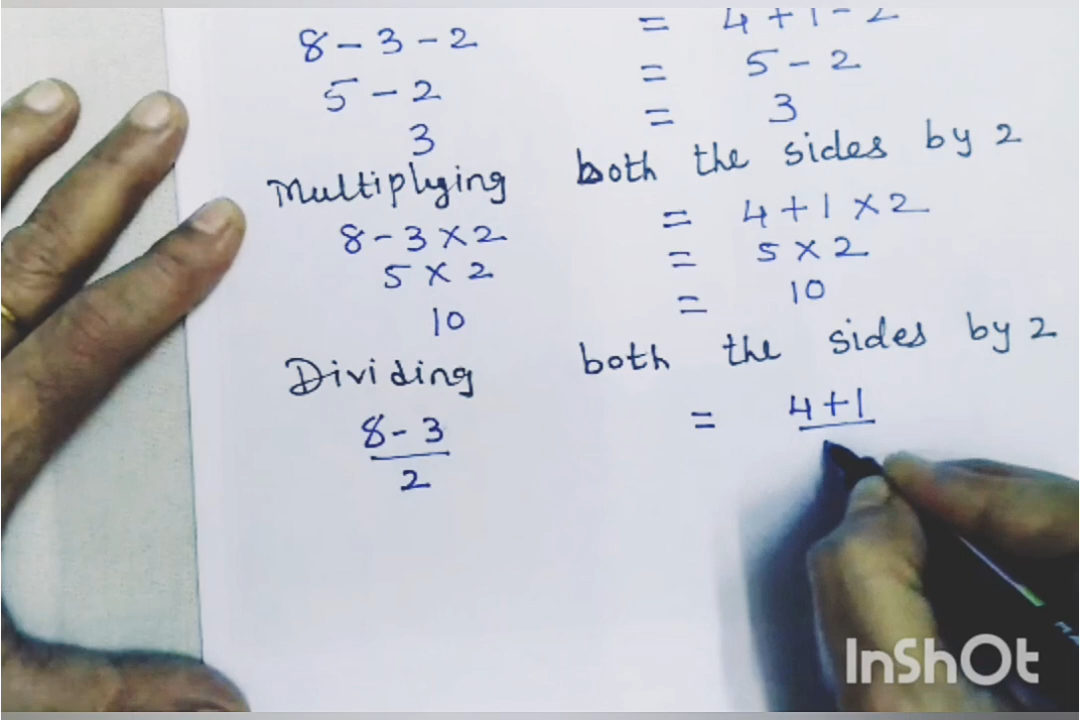 8 - 3 - 2 = 4 + 1 - 2
5 - 2 = 5 - 2
3 = 3
Multiplying both the sides by 2
8 - 3 × 2 = 4 + 1 × 2
5 × 2 = 5 × 2
10 = 10
Dividing both the sides by 2
8 - 3 = 4 + 1
2
InShOt